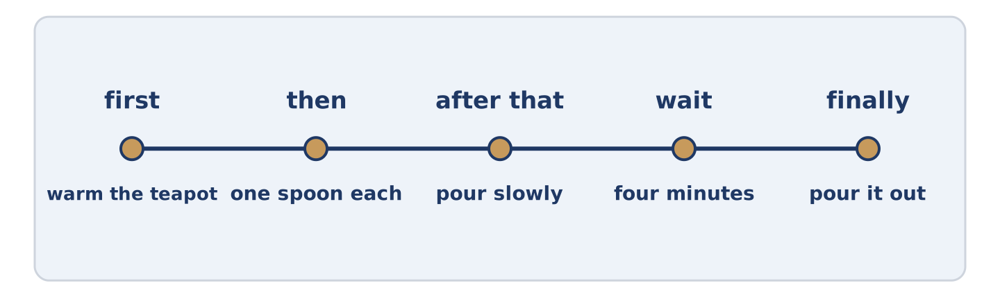 first
then
after that
wait
finally
warm the teapot
one spoon each
pour slowly
four minutes
pour it out